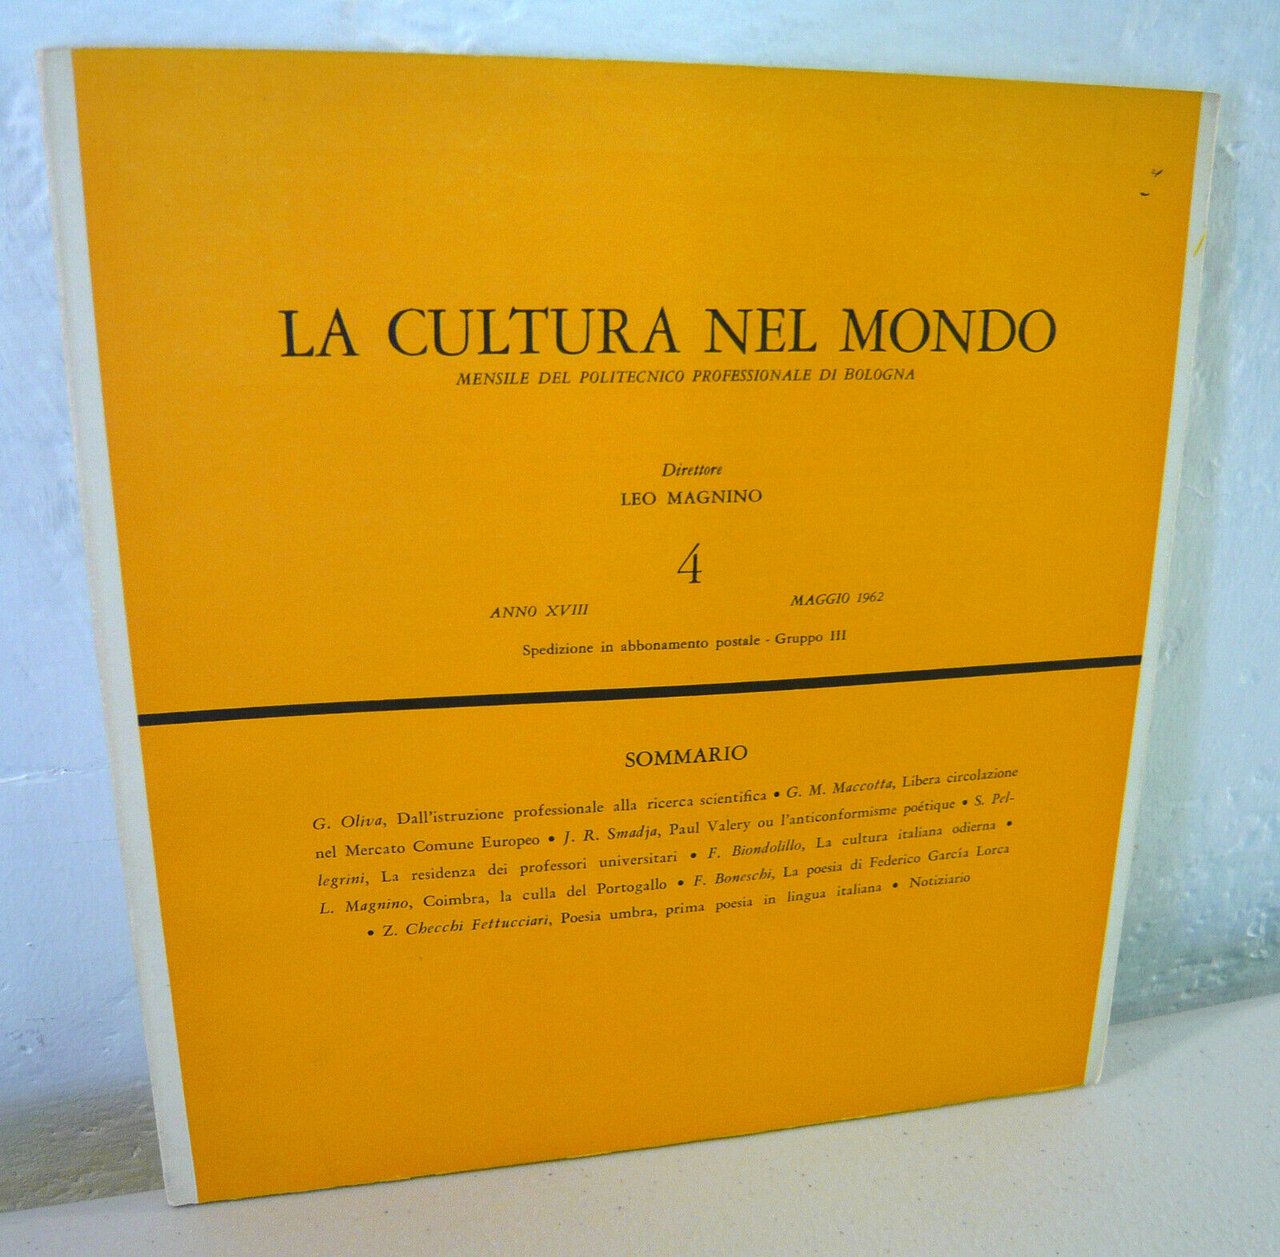 LA CULTURA NEL MONDO
MENSILE DEL POLITECNICO PROFESSIONALE DI BOLOGNA
Direttore
LEO MAGNINO
4
ANNO XVIII MAGGIO 1962
Spedizione in abbonamento postale - Gruppo III
SOMMARIO
G. Oliva, Dall'istruzione professionale alla ricerca scientifica • G. M. Maccotta, Libera circolazione
nel Mercato Comune Europeo • J. R. Smadja, Paul Valery ou l'anticonformisme poétique • S. Pel-
legrini, La residenza dei professori universitari • F. Biondolillo, La cultura italiana odierna •
L. Magnino, Coimbra, la culla del Portogallo • F. Boneschi, La poesia di Federico García Lorca
• Z. Checchi Fettucciari, Poesia umbra, prima poesia in lingua italiana • Notiziario